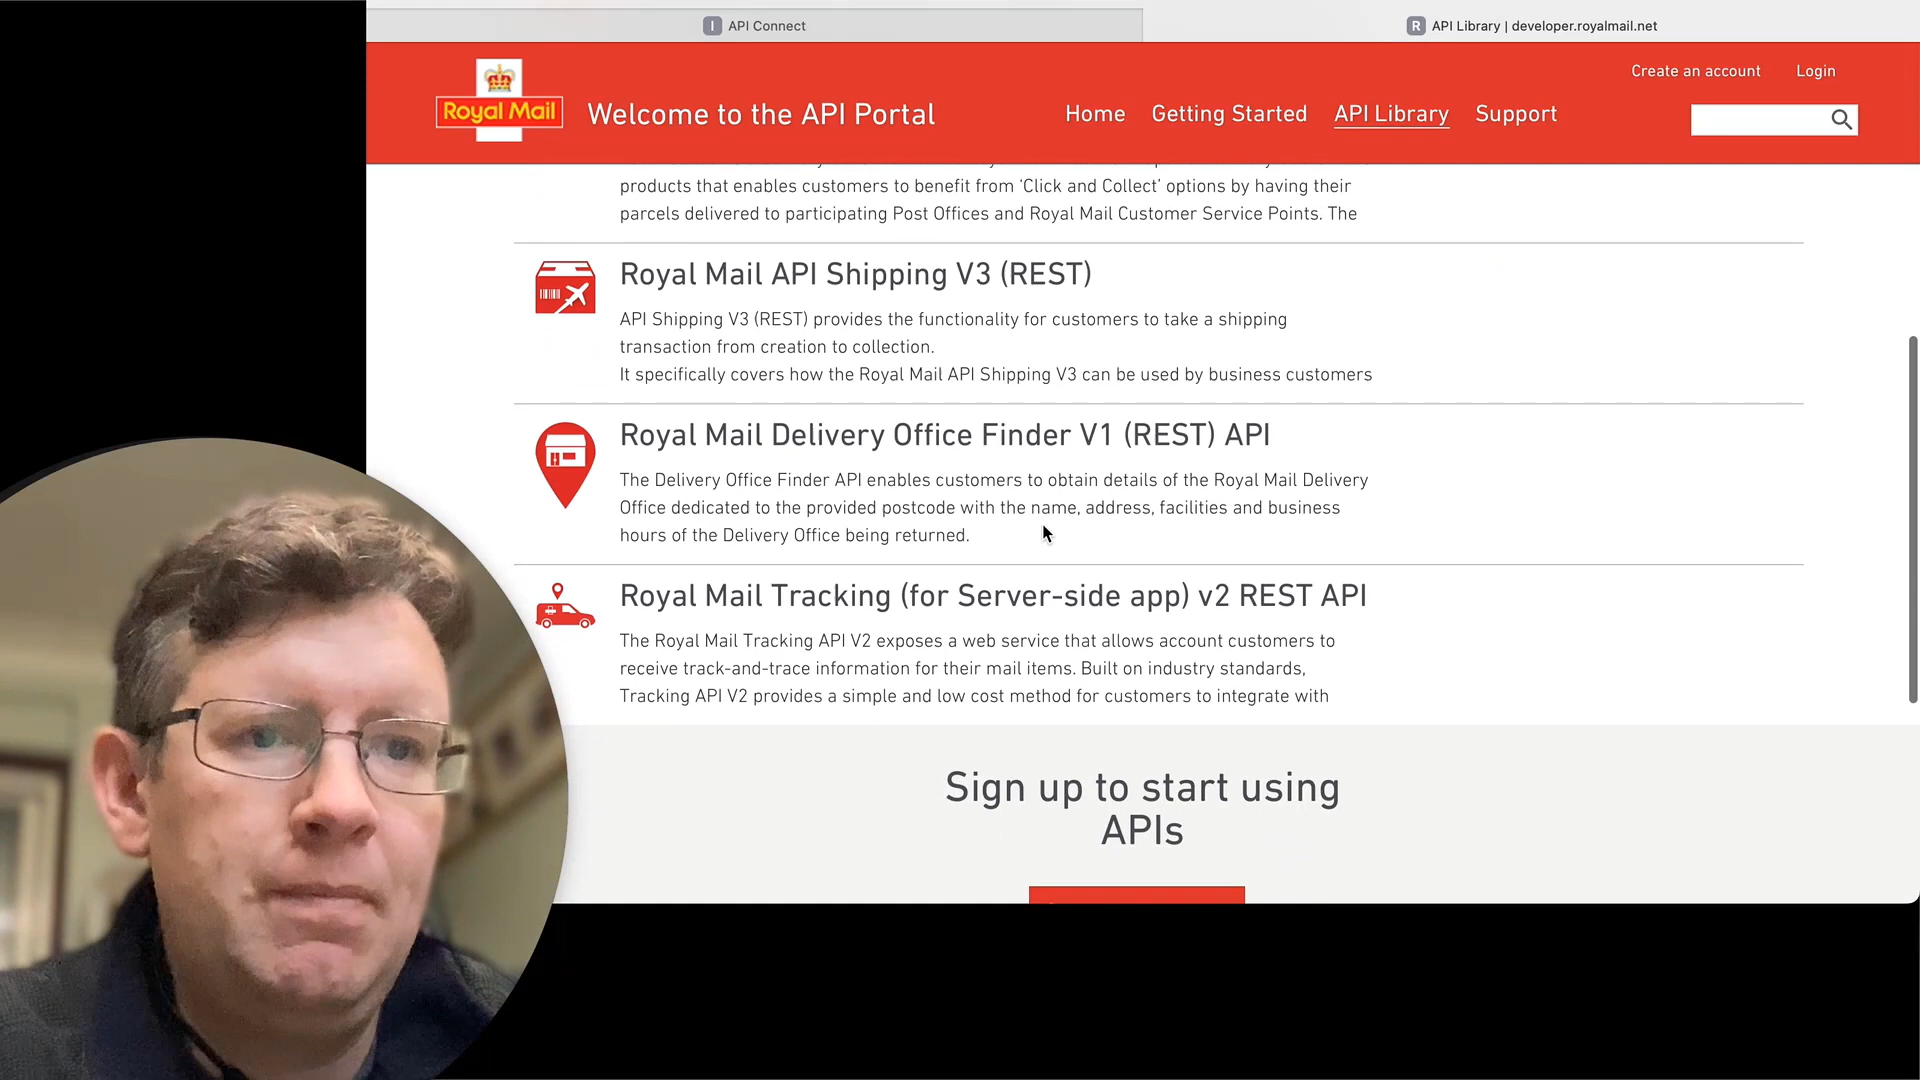 API Connect
API Library | developer.royalmail.net
Create an account Login
Royal Mail
Welcome to the API Portal
Home Getting Started API Library Support
products that enables customers to benefit from ‘Click and Collect’ options by having their
parcels delivered to participating Post Offices and Royal Mail Customer Service Points. The
Royal Mail API Shipping V3 (REST)
API Shipping V3 (REST) provides the functionality for customers to take a shipping
transaction from creation to collection.
It specifically covers how the Royal Mail API Shipping V3 can be used by business customers
Royal Mail Delivery Office Finder V1 (REST) API
The Delivery Office Finder API enables customers to obtain details of the Royal Mail Delivery
Office dedicated to the provided postcode with the name, address, facilities and business
hours of the Delivery Office being returned.
Royal Mail Tracking (for Server-side app) v2 REST API
The Royal Mail Tracking API V2 exposes a web service that allows account customers to
receive track-and-trace information for their mail items. Built on industry standards,
Tracking API V2 provides a simple and low cost method for customers to integrate with
Sign up to start using
APIs